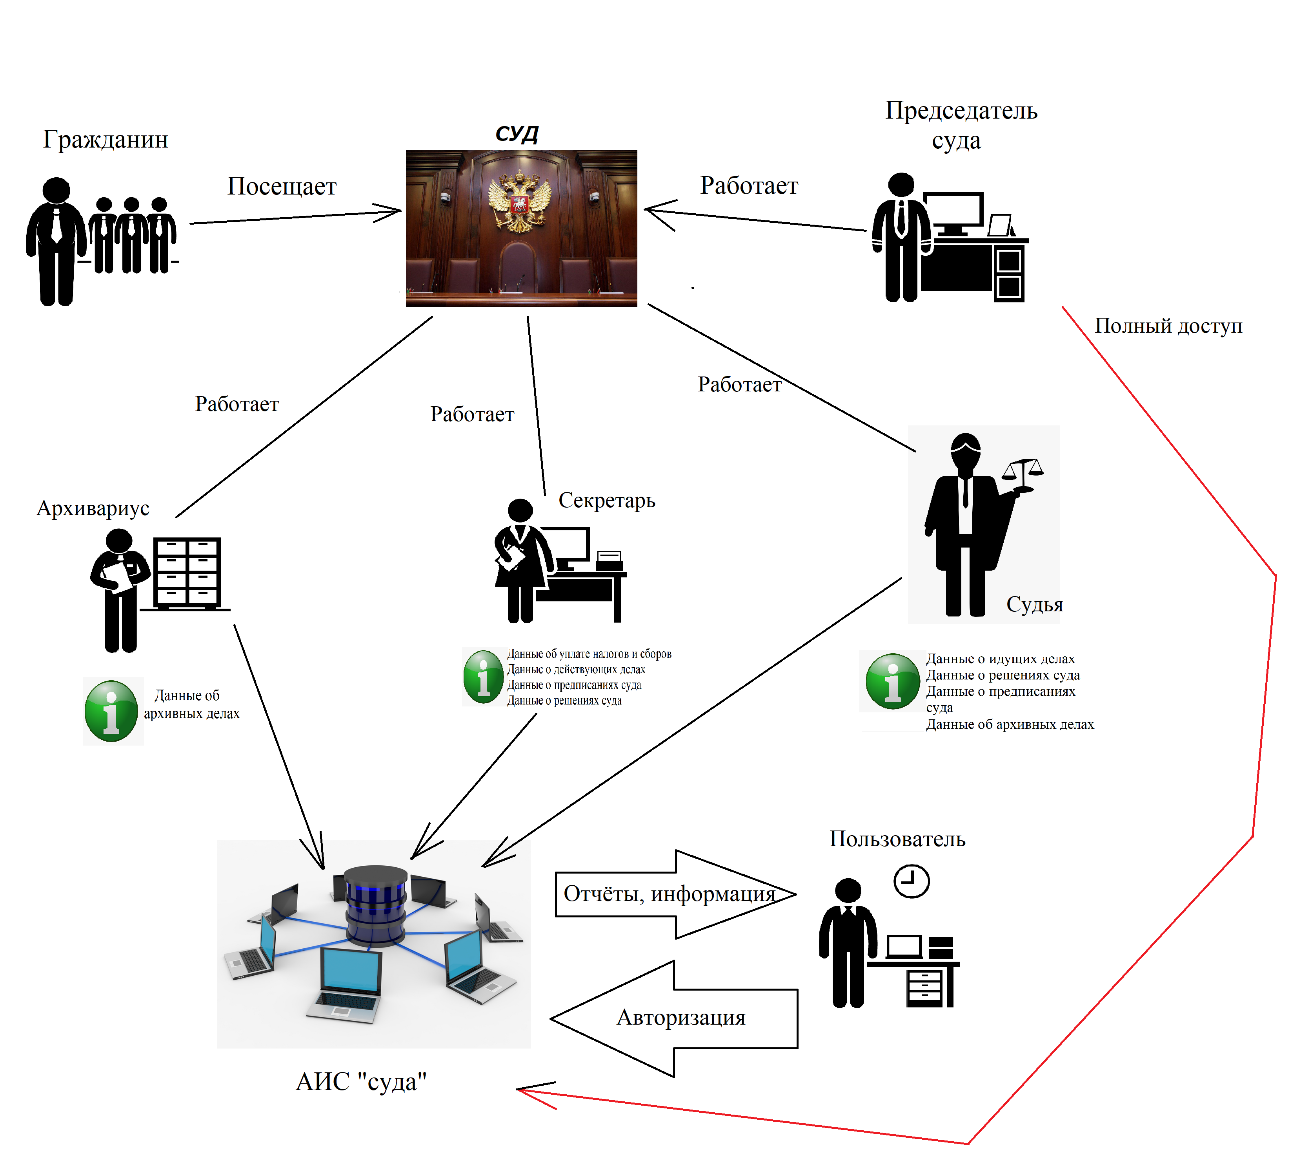 Гражданин
СУД
Председатель
суда
Посещает
Работает
Полный доступ
Работает
Работает
Работает
Архивариус
Секретарь
Судья
Данные об
архивных делах
Данные об уплате налогов и сборов
Данные о действующих делах
Данные о предписаниях суда
Данные о решениях суда
Данные о идущих делах
Данные о решениях суда
Данные о предписаниях
суда
Данные об архивных делах
Пользователь
Отчёты, информация
Авторизация
АИС "суда"